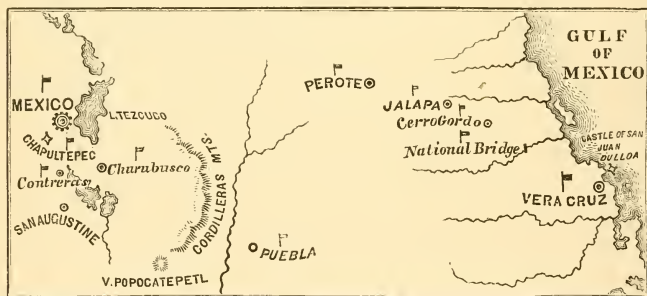 GULF
OF
MEXICO
PEROTE
JALAPA
CerroGordo
MEXICO
L.TEZCUCO
CHAPULTEPEC
National Bridge
CASTLE OF SAN
JUAN
DULLOA
Churubusco
Contreras
VERA CRUZ
SAN AUGUSTINE
CORDILLERAS MTS.
PUEBLA
V. POPOCATEPETL